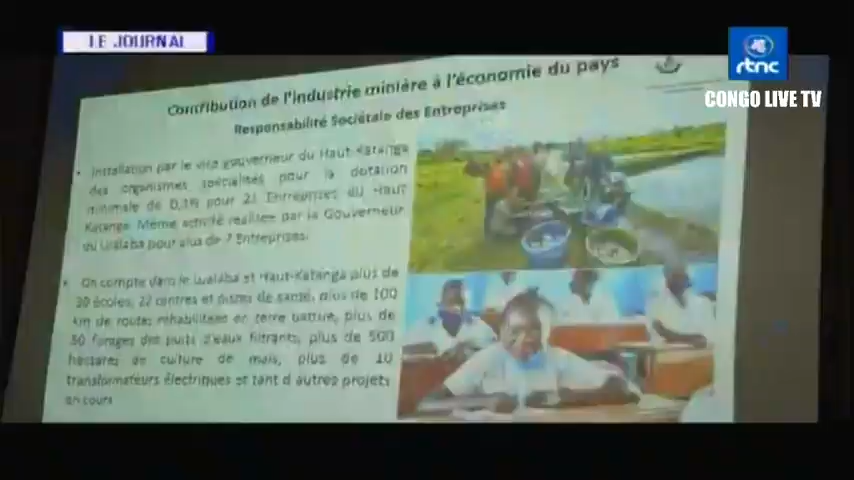 LE JOURNAL
rtnc
CONGO LIVE TV
Contribution de l'industrie minière à l'économie du pays
Responsabilité Sociétale des Entreprises
Installation par le vice gouverneur du Haut-Katanga
des organismes spécialisés pour la dotation
minimale de 0,3% pour 21 Entreprises du Haut
Katanga. Même activité réalisée par le Gouverneur
du Lualaba pour plus de 7 Entreprises.
On compte dans le Lualaba et Haut-Katanga plus de
écoles, 22 centres et postes de santé, plus de 100
km de routes réhabilitées en terre battue, plus de
50 forages des puits d'eaux filtrants, plus de 500
hectares de culture de maïs, plus de 10
transformateurs électriques et tant d'autres projets
en cours